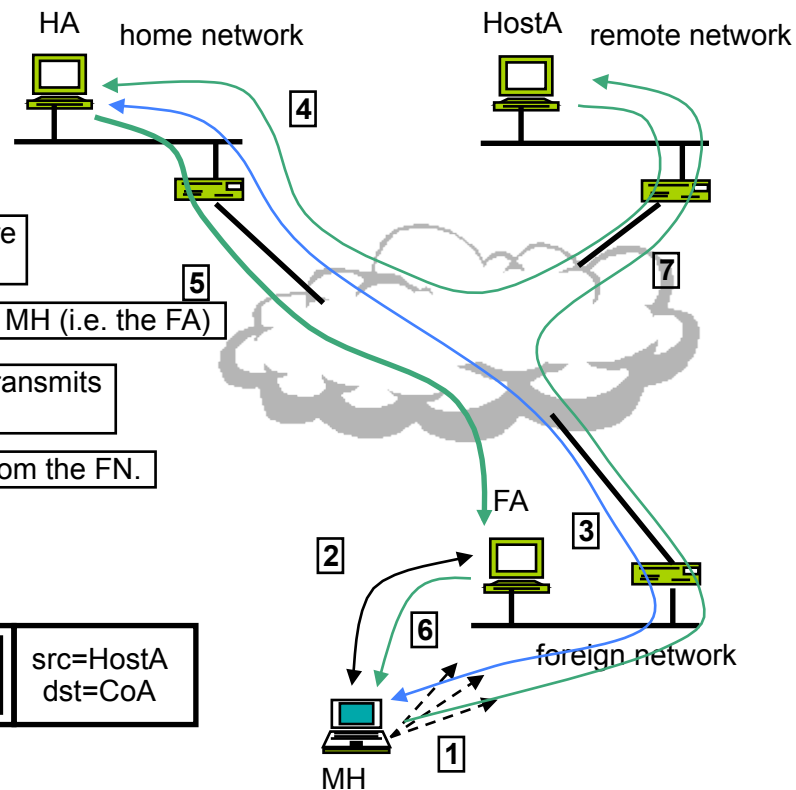 HA
home network
HostA
remote network
4
7
5
MH (i.e. the FA)
om the FN.
FA
3
2
6
src=HostA
dst=CoA
foreign network
1
MH